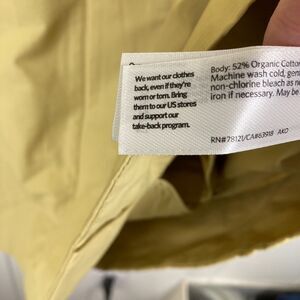 We want our clothes
back, even if they're
worn or torn. Bring
them to our US stores
and support our
take-back program.
Body: 52% Organic Cotton
Machine wash cold, gent
non-chlorine bleach as ne
iron if necessary. May be
RN#78121/CA#63918 AKO